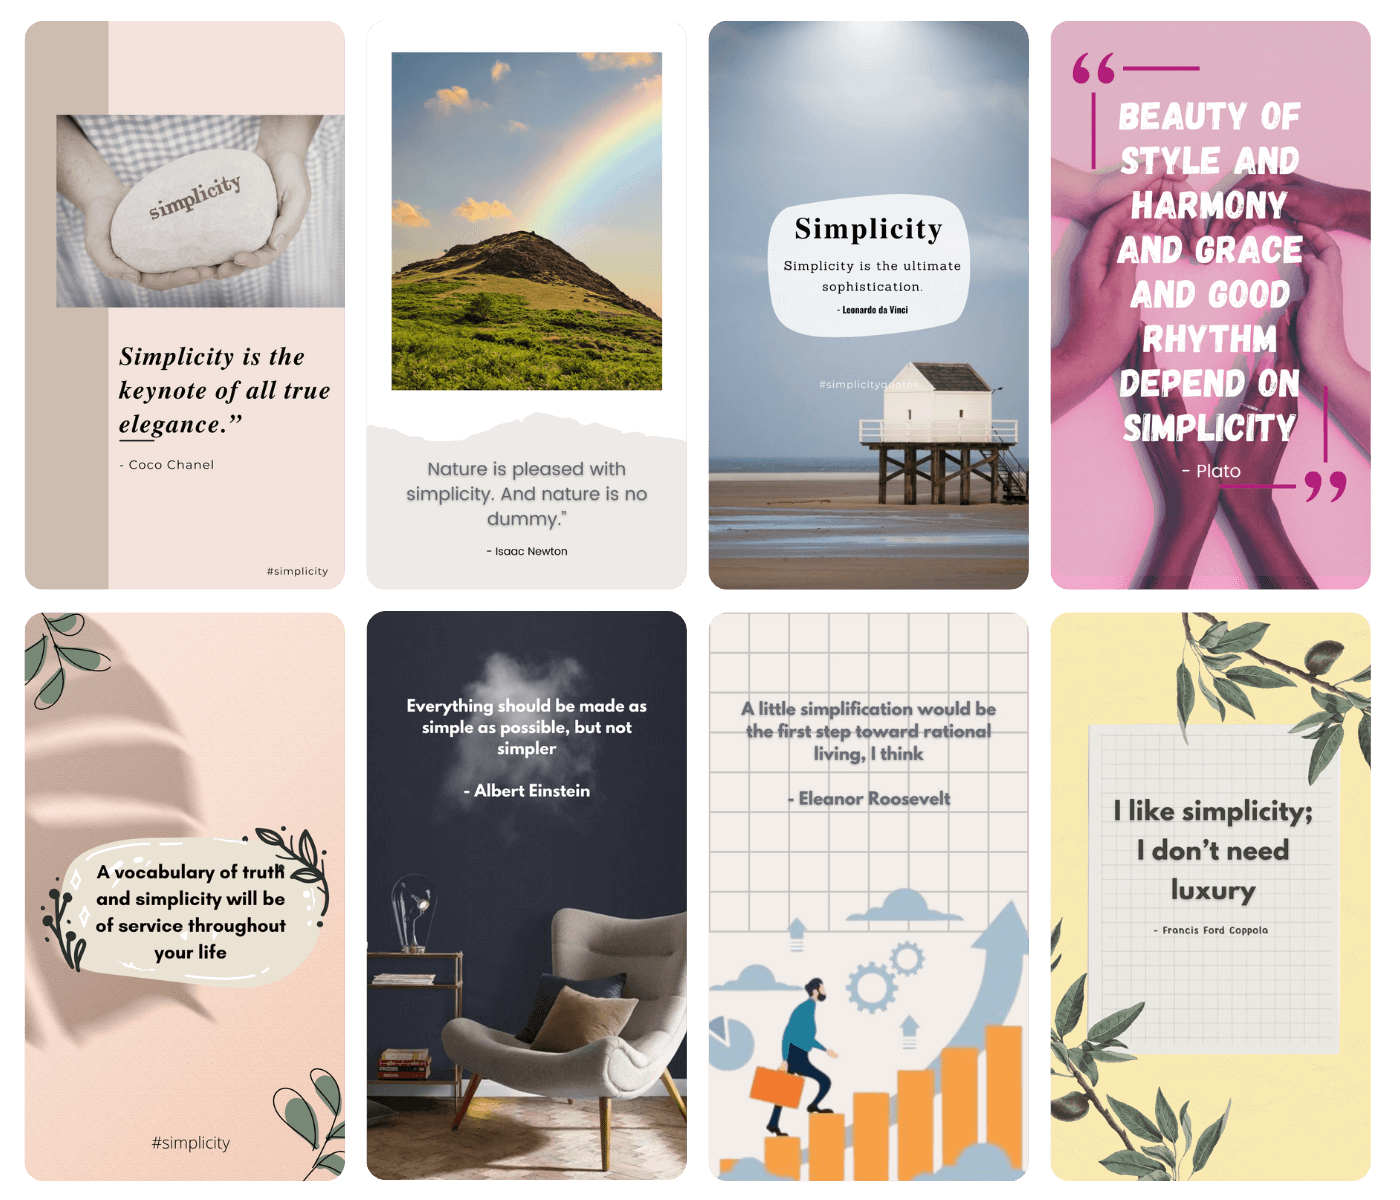 simplicity
Simplicity is the
keynote of all true
elegance.”
- Coco Chanel
#simplicity
Nature is pleased with
simplicity. And nature is no
dummy."
- Isaac Newton
Simplicity
Simplicity is the ultimate
sophistication.
- Leonardo da Vinci
#simplicityquotes
“
BEAUTY OF
STYLE AND
HARMONY
AND GRACE
AND GOOD
RHYTHM
DEPEND ON
SIMPLICITY
- Plato
”
A vocabulary of truth
and simplicity will be
of service throughout
your life
#simplicity
Everything should be made as
simple as possible, but not
simpler
- Albert Einstein
A little simplification would be
the first step toward rational
living, I think
- Eleanor Roosevelt
I like simplicity;
I don’t need
luxury
- Francis Ford Coppola